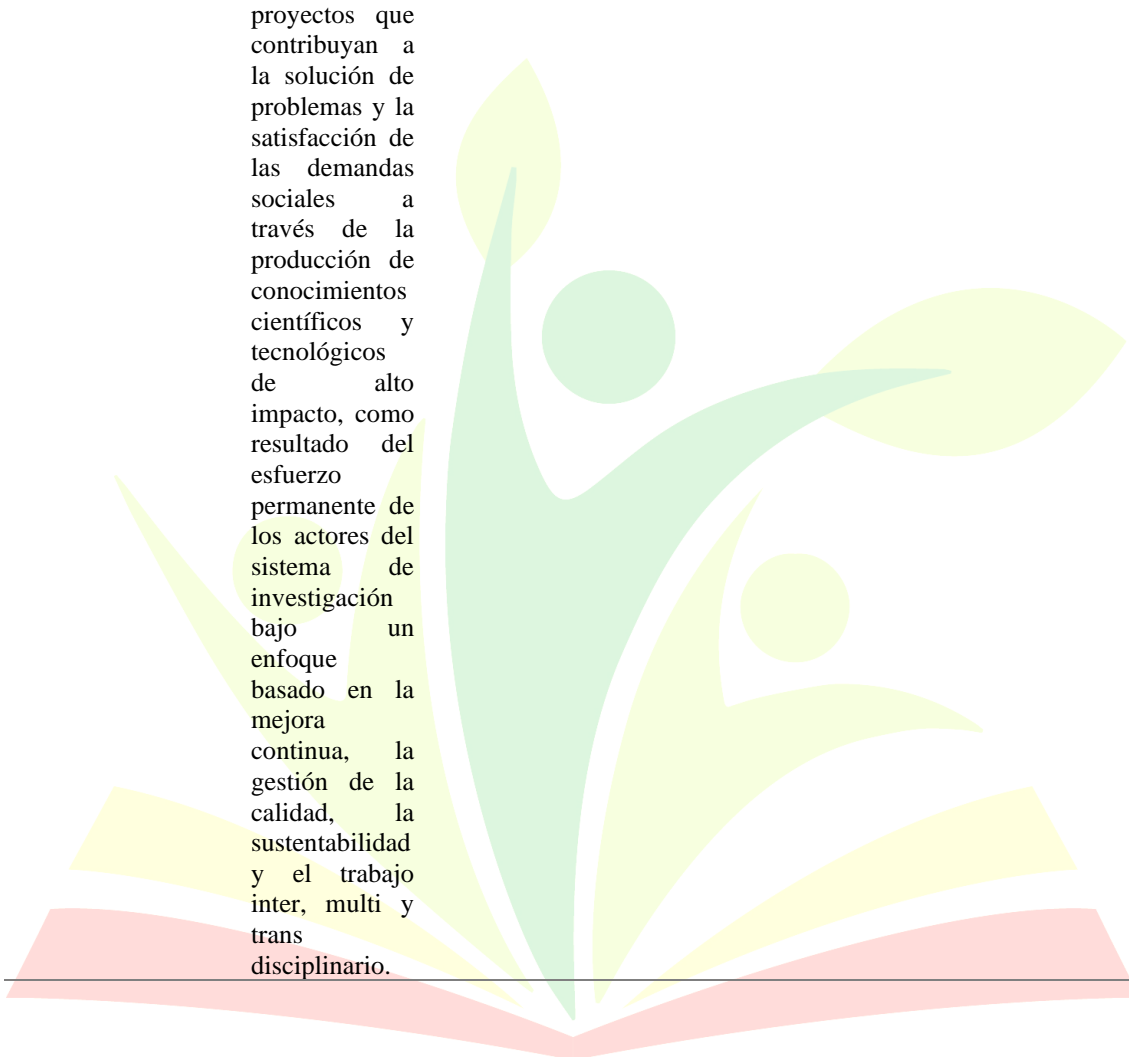 proyectos que
contribuyan a
la solución de
problemas y la
satisfacción de
las demandas
sociales a
través de la
producción de
conocimientos
científicos y
tecnológicos
de alto
impacto, como
resultado del
esfuerzo
permanente de
los actores del
sistema de
investigación
bajo un
enfoque
basado en la
mejora
continua, la
gestión de la
calidad, la
sustentabilidad
y el trabajo
inter, multi y
trans
disciplinario.